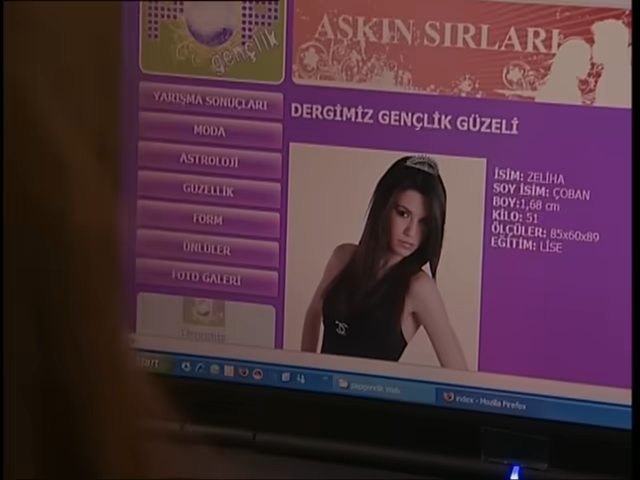 gençlik
AŞKIN SIRLARI
YARIŞMA SONUÇLARI
MODA
ASTROLOJİ
GÜZELLİK
FORM
ÜNLÜLER
FOTO GALERİ
DERGİMİZ GENÇLİK GÜZELİ
İSİM: ZELİHA
SOY İSİM: ÇOBAN
BOY:1,68 cm
KİLO: 51
ÖLÇÜLER: 85x60x89
EĞİTİM: LİSE
start
index - Mozilla Firefox